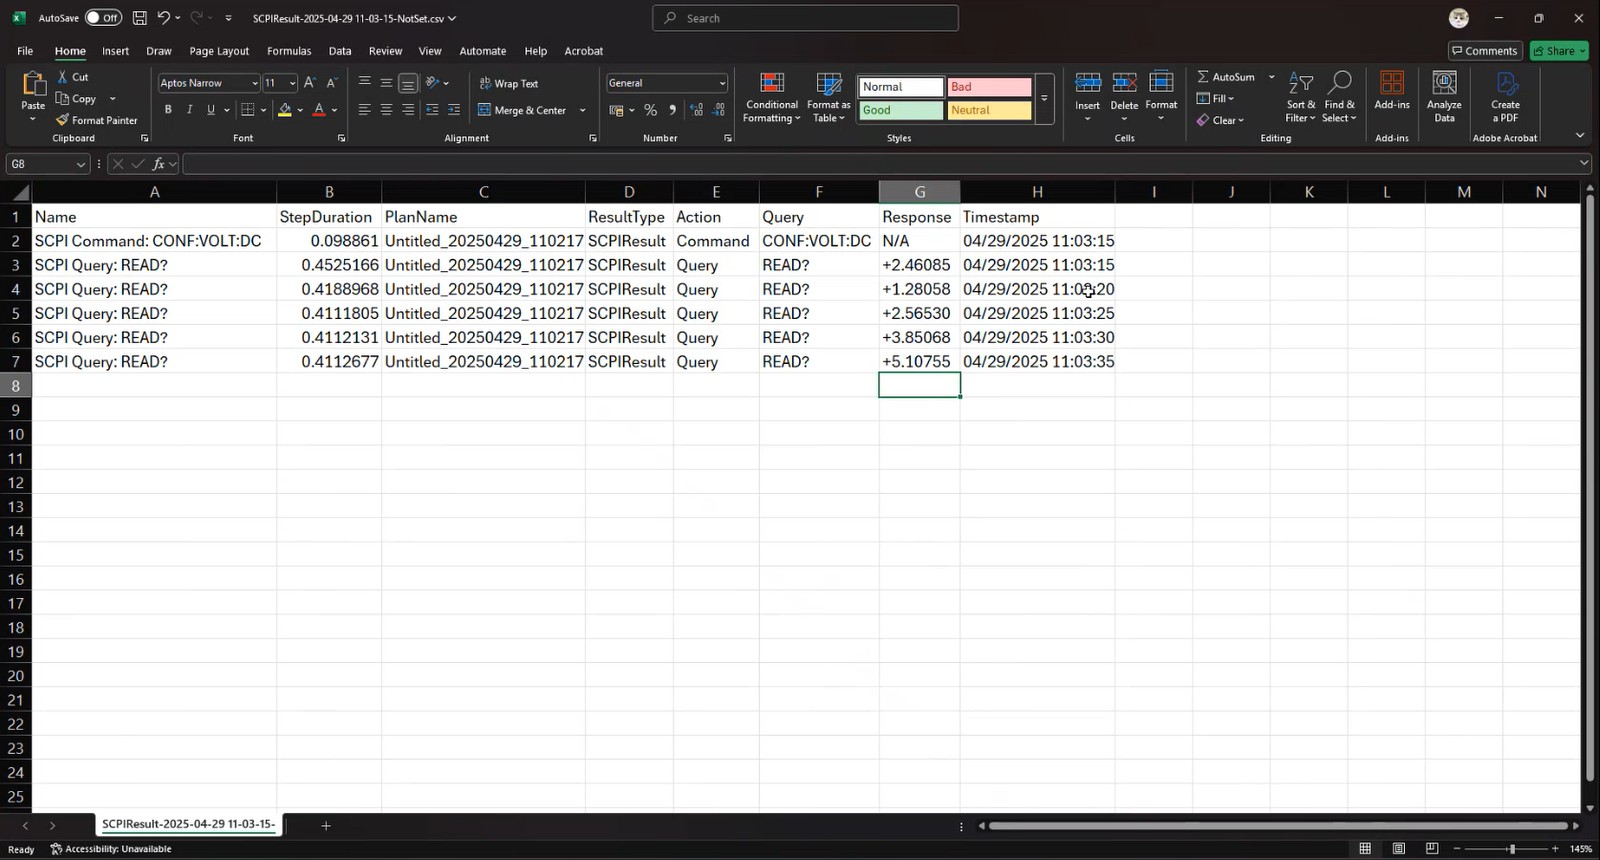 AutoSave Off SCPIResult-2025-04-29 11-03-15-NotSet.csv Search
File Home Insert Draw Page Layout Formulas Data Review View Automate Help Acrobat Comments Share
Paste Cut Copy Format Painter Clipboard
Aptos Narrow 11 A A B I U A Font
ab Wrap Text Merge & Center Alignment
General % , Number
Conditional Formatting Format as Table Normal Bad Good Neutral Styles
Insert Delete Format Cells
AutoSum Fill Clear Sort & Filter Find & Select Editing
Add-ins Add-ins
Analyze Data
Create a PDF Adobe Acrobat
G8 fx
A B C D E F G H I J K L M N
1 Name StepDuration PlanName ResultType Action Query Response Timestamp
2 SCPI Command: CONF:VOLT:DC 0.098861 Untitled_20250429_110217 SCPIResult Command CONF:VOLT:DC N/A 04/29/2025 11:03:15
3 SCPI Query: READ? 0.4525166 Untitled_20250429_110217 SCPIResult Query READ? +2.46085 04/29/2025 11:03:15
4 SCPI Query: READ? 0.4188968 Untitled_20250429_110217 SCPIResult Query READ? +1.28058 04/29/2025 11:03:20
5 SCPI Query: READ? 0.4111805 Untitled_20250429_110217 SCPIResult Query READ? +2.56530 04/29/2025 11:03:25
6 SCPI Query: READ? 0.4112131 Untitled_20250429_110217 SCPIResult Query READ? +3.85068 04/29/2025 11:03:30
7 SCPI Query: READ? 0.4112677 Untitled_20250429_110217 SCPIResult Query READ? +5.10755 04/29/2025 11:03:35
8
9
10
11
12
13
14
15
16
17
18
19
20
21
22
23
24
25
SCPIResult-2025-04-29 11-03-15-
Ready Accessibility: Unavailable 145%